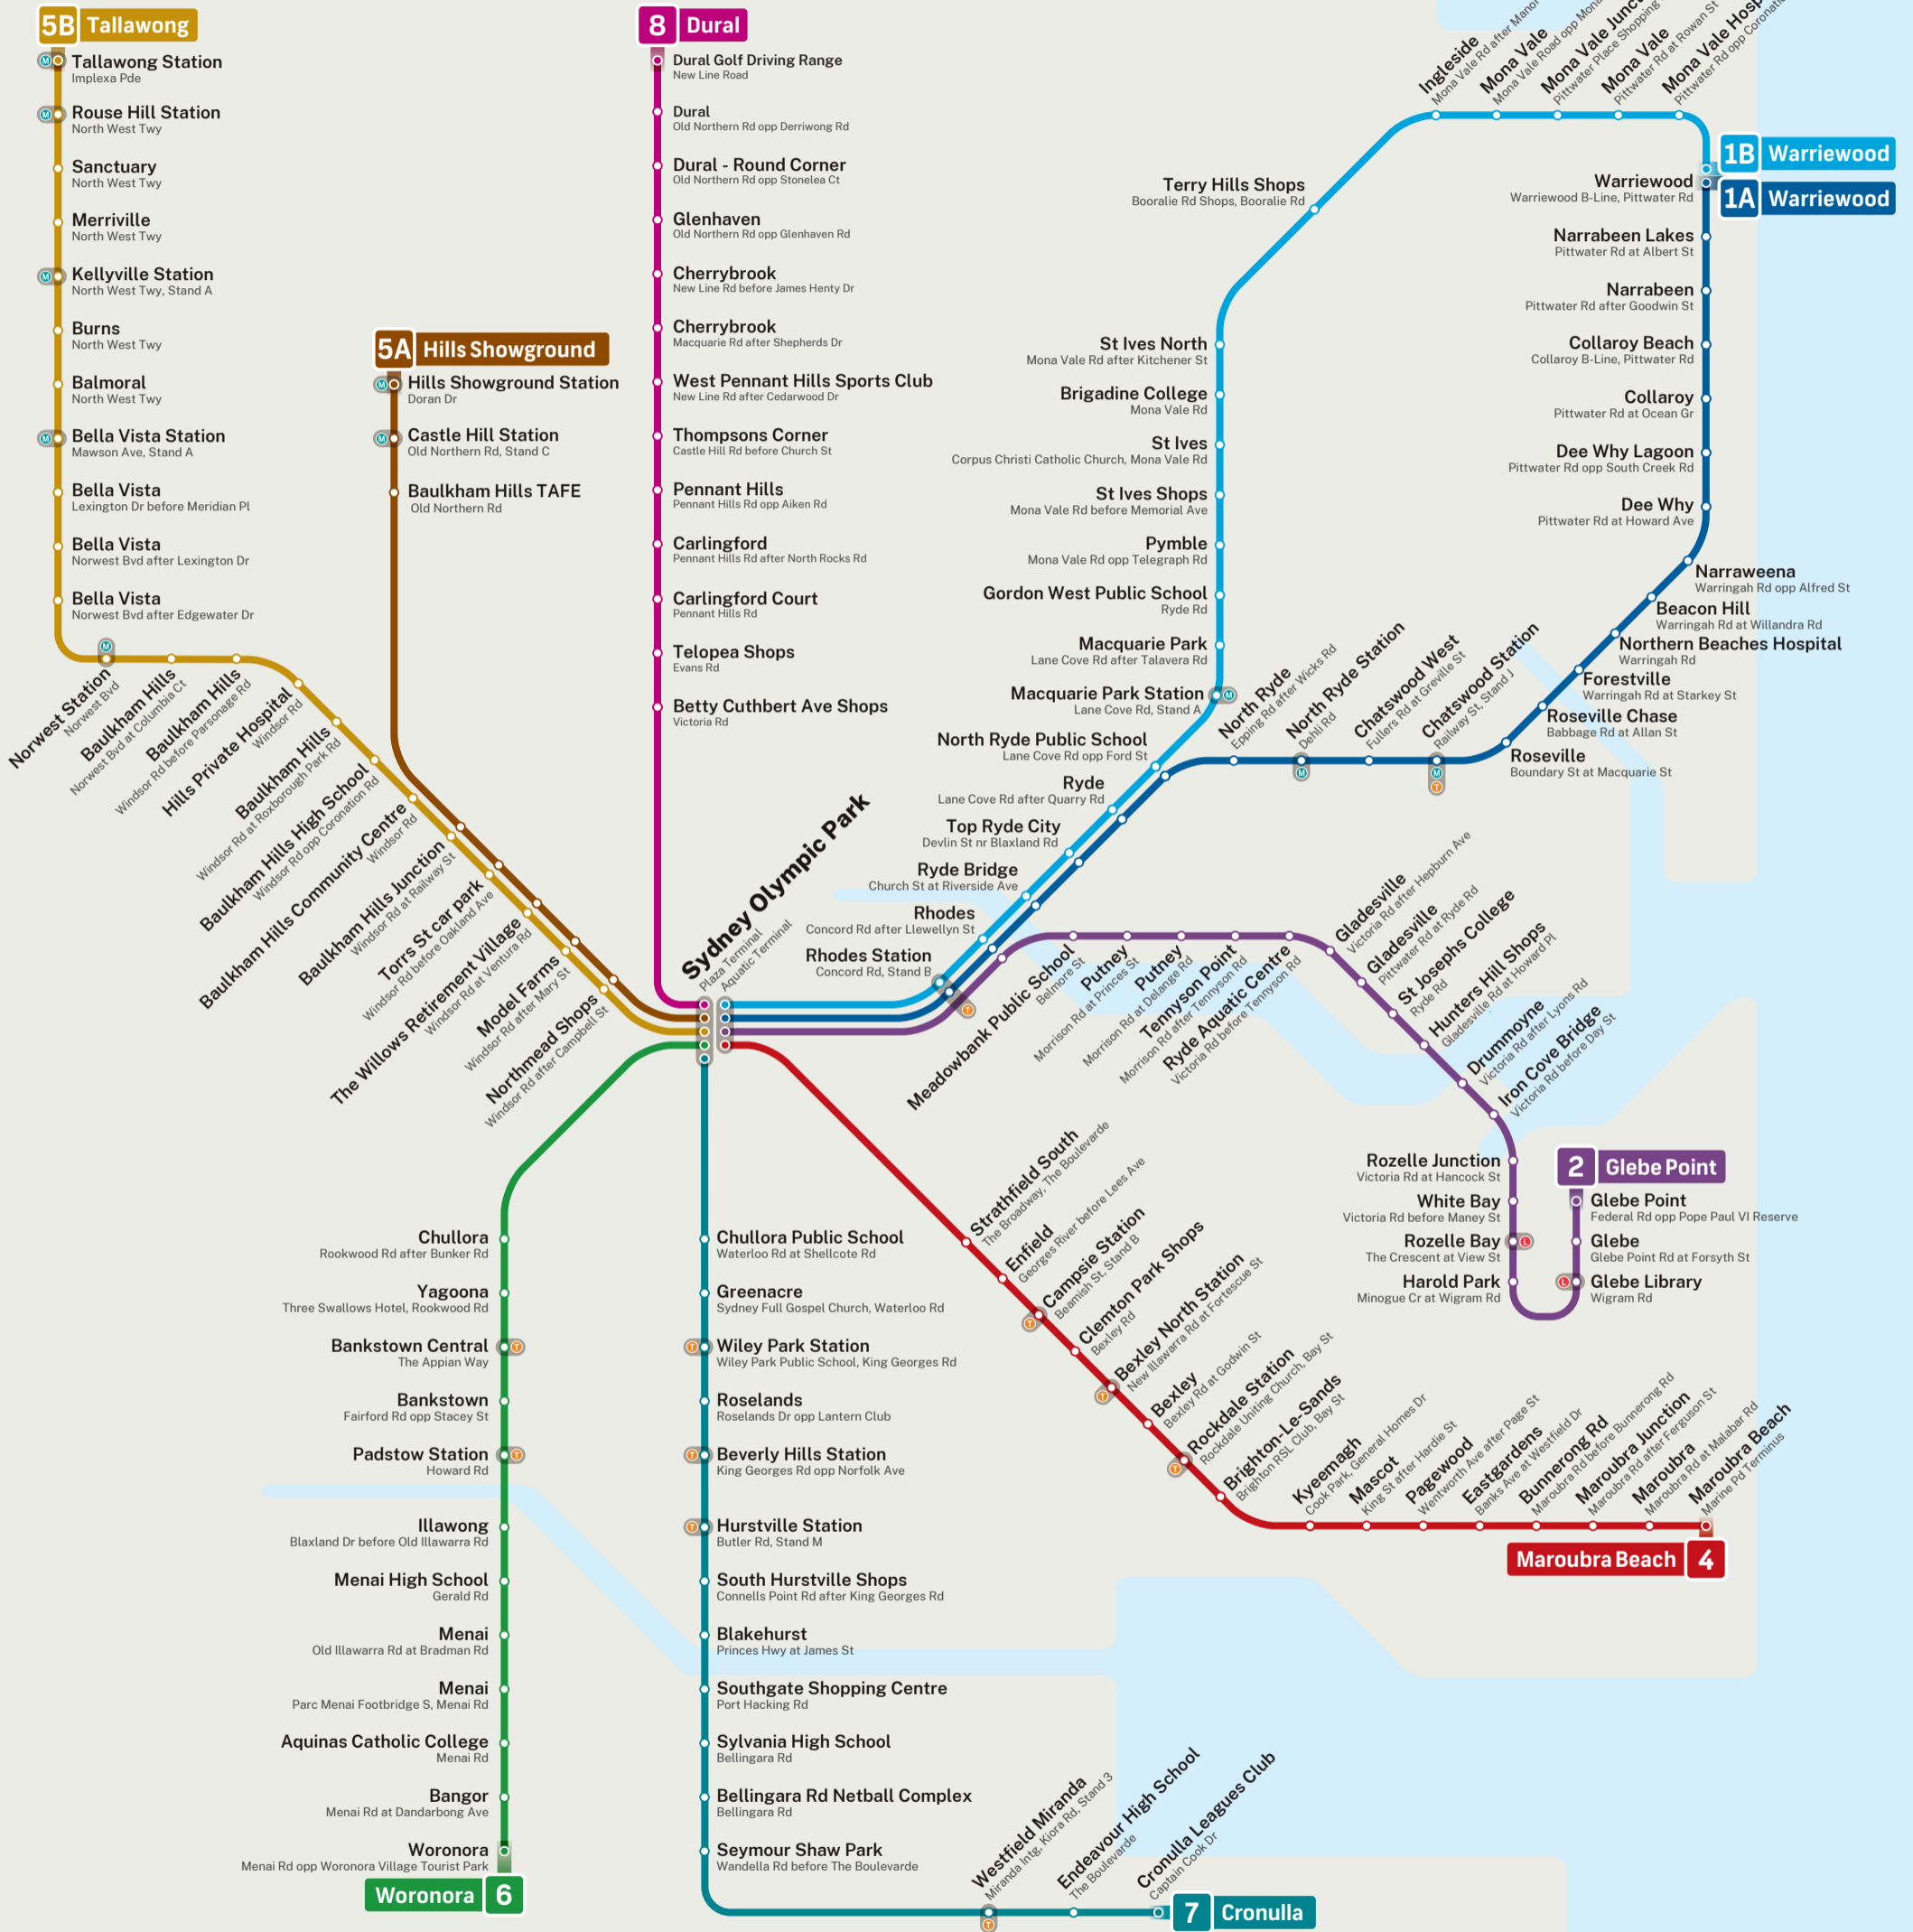 5B Tallawong
Tallawong Station
Implexa Pde
Rouse Hill Station
North West Twy
Sanctuary
North West Twy
Merriville
North West Twy
Kellyville Station
North West Twy, Stand A
Burns
North West Twy
Balmoral
North West Twy
Bella Vista Station
Mawson Ave, Stand A
Bella Vista
Lexington Dr before Meridian Pl
Bella Vista
Norwest Bvd after Lexington Dr
Bella Vista
Norwest Bvd after Edgewater Dr
Norwest Station
Norwest Bvd
Baulkham Hills
Norwest Bvd at Columbia Ct
Baulkham Hills
Windsor Rd before Parsonage Rd
Hills Private Hospital
Windsor Rd
Baulkham Hills
Windsor Rd at Roxborough Park Rd
Baulkham Hills High School
Windsor Rd opp Coronation Rd
Baulkham Hills Community Centre
Windsor Rd
Baulkham Hills Junction
Windsor Rd at Railway St
Torrs St car park
Windsor Rd before Oakland Ave
The Willows Retirement Village
Windsor Rd at Ventura Rd
Model Farms
Windsor Rd after Mary St
Northmead Shops
Windsor Rd after Campbell St
5A Hills Showground
Hills Showground Station
Doran Dr
Castle Hill Station
Old Northern Rd, Stand C
Baulkham Hills TAFE
Old Northern Rd
8 Dural
Dural Golf Driving Range
New Line Road
Dural
Old Northern Rd opp Derriwong Rd
Dural - Round Corner
Old Northern Rd opp Stonelea Ct
Glenhaven
Old Northern Rd opp Glenhaven Rd
Cherrybrook
New Line Rd before James Henty Dr
Cherrybrook
Macquarie Rd after Shepherds Dr
West Pennant Hills Sports Club
New Line Rd after Cedarwood Dr
Thompsons Corner
Castle Hill Rd before Church St
Pennant Hills
Pennant Hills Rd opp Aiken Rd
Carlingford
Pennant Hills Rd after North Rocks Rd
Carlingford Court
Pennant Hills Rd
Telopea Shops
Evans Rd
Betty Cuthbert Ave Shops
Victoria Rd
Sydney Olympic Park
Plaza Terminal
Aquatic Terminal
Ingleside
Mona Vale Rd after Manor
Mona Vale
Mona Vale Road opp Mona
Mona Vale
Pittwater Place Shopping
Mona Vale
Pittwater Rd at Rowan St
Mona Vale
Pittwater Rd opp
1B Warriewood
1A Warriewood
Terry Hills Shops
Booralie Rd Shops, Booralie Rd
St Ives North
Mona Vale Rd after Kitchener St
Brigadine College
Mona Vale Rd
St Ives
Corpus Christi Catholic Church, Mona Vale Rd
St Ives Shops
Mona Vale Rd before Memorial Ave
Pymble
Mona Vale Rd opp Telegraph Rd
Gordon West Public School
Ryde Rd
Macquarie Park
Lane Cove Rd after Talavera Rd
Macquarie Park Station
Lane Cove Rd, Stand A
North Ryde Public School
Lane Cove Rd opp Ford St
Ryde
Lane Cove Rd after Quarry Rd
Top Ryde City
Devlin St nr Blaxland Rd
Ryde Bridge
Church St at Riverside Ave
Rhodes
Concord Rd after Llewellyn St
Rhodes Station
Concord Rd, Stand B
Warriewood
Warriewood B-Line, Pittwater Rd
Narrabeen Lakes
Pittwater Rd at Albert St
Narrabeen
Pittwater Rd after Goodwin St
Collaroy Beach
Collaroy B-Line, Pittwater Rd
Collaroy
Pittwater Rd at Ocean Gr
Dee Why Lagoon
Pittwater Rd opp South Creek Rd
Dee Why
Pittwater Rd at Howard Ave
Narraweena
Warringah Rd opp Alfred St
Beacon Hill
Warringah Rd at Willandra Rd
Northern Beaches Hospital
Warringah Rd
Forestville
Warringah Rd at Starkey St
Roseville Chase
Babbage Rd at Allan St
Roseville
Boundary St at Macquarie St
Chatswood Station
Railway St, Stand J
Chatswood West
Fullers Rd at Greville St
North Ryde Station
Dehli Rd
North Ryde
Epping Rd after Wicks Rd
Meadowbank Public School
Belmore St
Putney
Morrison Rd at Princes St
Putney
Morrison Rd at Delange Rd
Tennyson Point
Morrison Rd after Tennyson Rd
Ryde Aquatic Centre
Victoria Rd before Tennyson Rd
Gladesville
Victoria Rd after Hepburn Ave
Gladesville
Pittwater Rd at Ryde Rd
St Josephs College
Ryde Rd
Hunters Hill Shops
Gladesville Rd at Howard Pl
Drummoyne
Victoria Rd after Lyons Rd
Iron Cove Bridge
Victoria Rd before Day St
Rozelle Junction
Victoria Rd at Hancock St
White Bay
Victoria Rd before Maney St
Rozelle Bay
The Crescent at View St
Harold Park
Minogue Cr at Wigram Rd
2 Glebe Point
Glebe Point
Federal Rd opp Pope Paul VI Reserve
Glebe
Glebe Point Rd at Forsyth St
Glebe Library
Wigram Rd
Strathfield South
The Broadway, The Boulevarde
Enfield
Georges River before Lees Ave
Campsie Station
Beamish St, Stand B
Clemton Park Shops
Bexley Rd
Bexley North Station
New Illawarra Rd at Fortescue St
Bexley
Bexley Rd at Godwin St
Rockdale Station
Rockdale Uniting Church, Bay St
Brighton-Le-Sands
Brighton RSL Club, Bay St
Kyeemagh
Cook Park, General Homes Dr
Mascot
King St after Hardie St
Pagewood
Wentworth Ave after Page St
Eastgardens
Banks Ave at Westfield Dr
Bunnerong Rd
Maroubra Rd before Bunnerong Rd
Maroubra Junction
Maroubra Rd after Ferguson St
Maroubra
Maroubra Rd at Malabar Rd
Maroubra Beach
Marine Pd Terminus
Maroubra Beach 4
Chullora
Rookwood Rd after Bunker Rd
Yagoona
Three Swallows Hotel, Rookwood Rd
Bankstown Central
The Appian Way
Bankstown
Fairford Rd opp Stacey St
Padstow Station
Howard Rd
Illawong
Blaxland Dr before Old Illawarra Rd
Menai High School
Gerald Rd
Menai
Old Illawarra Rd at Bradman Rd
Menai
Parc Menai Footbridge S, Menai Rd
Aquinas Catholic College
Menai Rd
Bangor
Menai Rd at Dandarbong Ave
Woronora
Menai Rd opp Woronora Village Tourist Park
Woronora 6
Chullora Public School
Waterloo Rd at Shellcote Rd
Greenacre
Sydney Full Gospel Church, Waterloo Rd
Wiley Park Station
Wiley Park Public School, King Georges Rd
Roselands
Roselands Dr opp Lantern Club
Beverly Hills Station
King Georges Rd opp Norfolk Ave
Hurstville Station
Butler Rd, Stand M
South Hurstville Shops
Connells Point Rd after King Georges Rd
Blakehurst
Princes Hwy at James St
Southgate Shopping Centre
Port Hacking Rd
Sylvania High School
Bellingara Rd
Bellingara Rd Netball Complex
Bellingara Rd
Seymour Shaw Park
Wandella Rd before The Boulevarde
Westfield Miranda
Miranda Intg, Kiora Rd, Stand 3
Endeavour High School
The Boulevarde
Cronulla Leagues Club
Captain Cook Dr
7 Cronulla